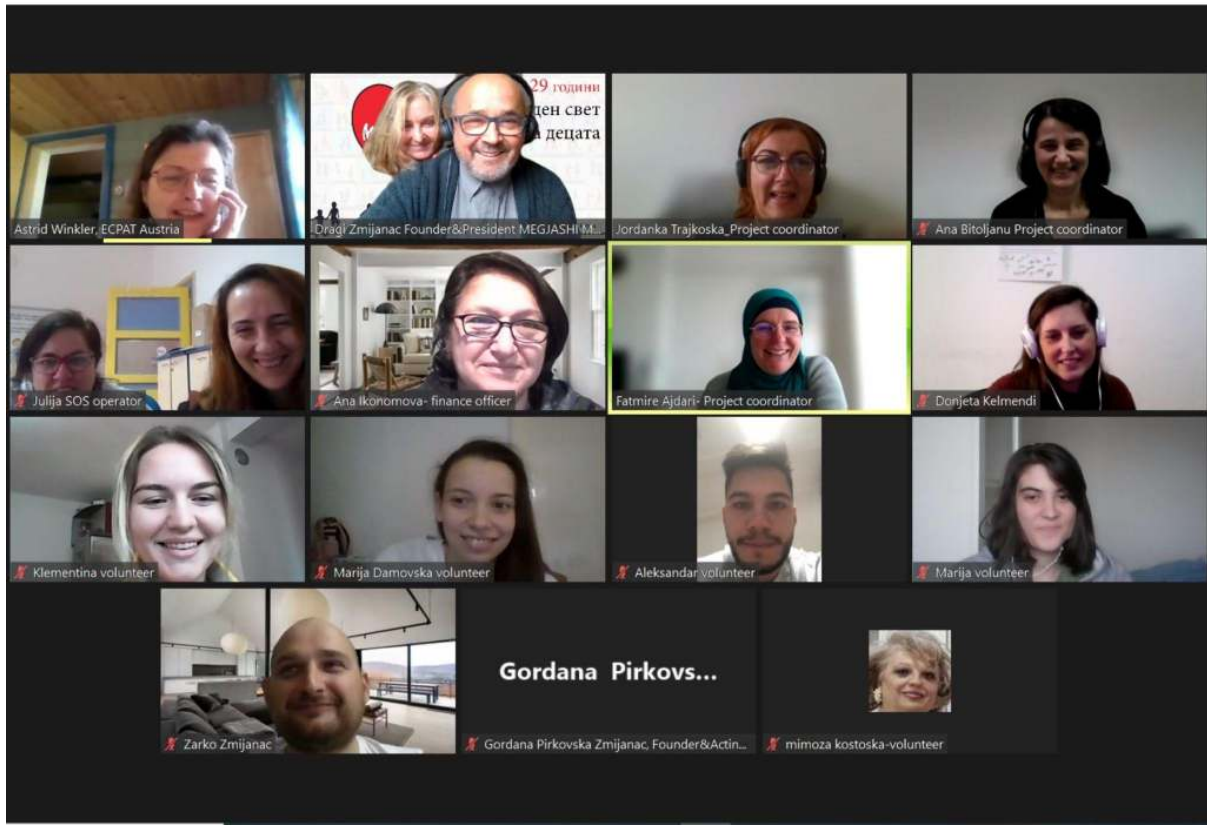 29 години
ден свет
а децата
Astrid Winkler, ECPAT Austria
Dragi Zmijanac Founder&President MEGJASHI M...
Jordanka Trajkoska_Project coordinator
Ana Bitoljanu Project coordinator
Julija SOS operator
Ana Ikonomova- finance officer
Fatmire Ajdari- Project coordinator
Donjeta Kelmendi
Klementina volunteer
Marija Damovska volunteer
Aleksandar volunteer
Marija volunteer
Zarko Zmijanac
Gordana Pirkovs...
Gordana Pirkovska Zmijanac, Founder&Actin...
mimoza kostoska-volunteer